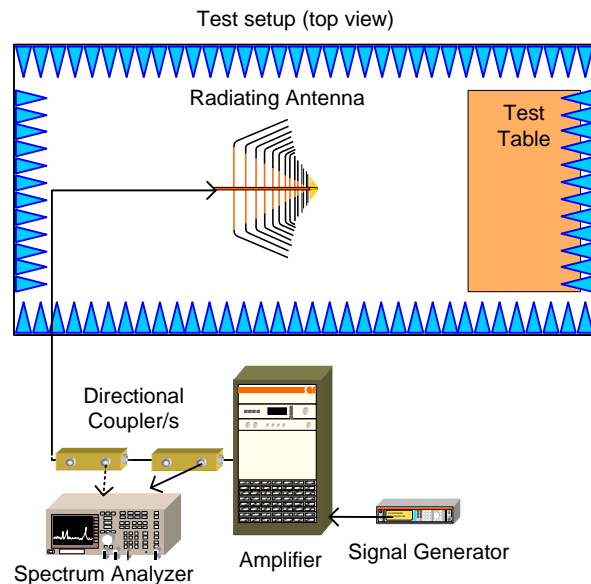 Test setup (top view)
Radiating Antenna
Test
Table
Directional
Coupler/s
Spectrum Analyzer
Amplifier
Signal Generator